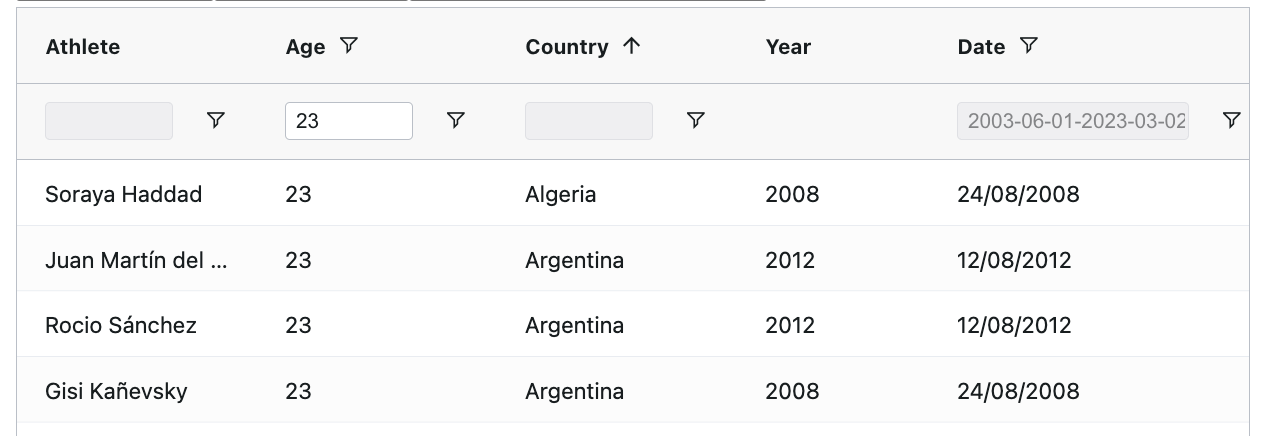 Athlete Age Country Year Date
23 2003-06-01-2023-03-02
Soraya Haddad 23 Algeria 2008 24/08/2008
Juan Martín del ... 23 Argentina 2012 12/08/2012
Rocio Sánchez 23 Argentina 2012 12/08/2012
Gisi Kañevsky 23 Argentina 2008 24/08/2008